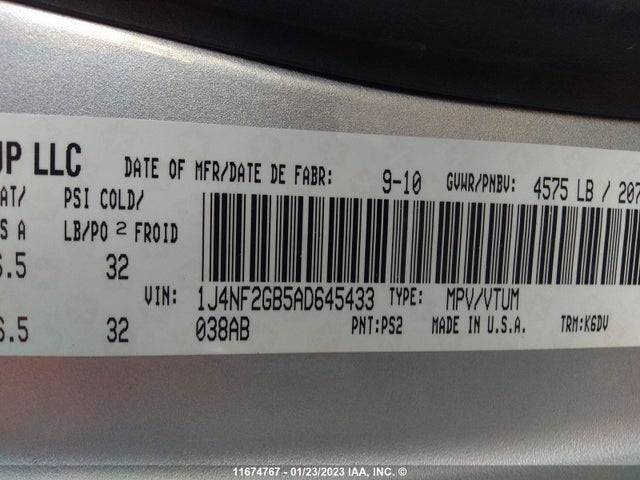 UP LLC DATE OF MFR/DATE DE FABR: 9-10 GVWR/PNBV: 4575 LB / 207
AT/ PSI COLD/
S A LB/PO 2 FROID
6.5 32
VIN: 1J4NF2GB5AD645433 TYPE: MPV/VTUM
6.5 32 038AB PNT:PS2 MADE IN U.S.A. TRM:K6DV
11674767 - 01/23/2023 IAA, INC. ©